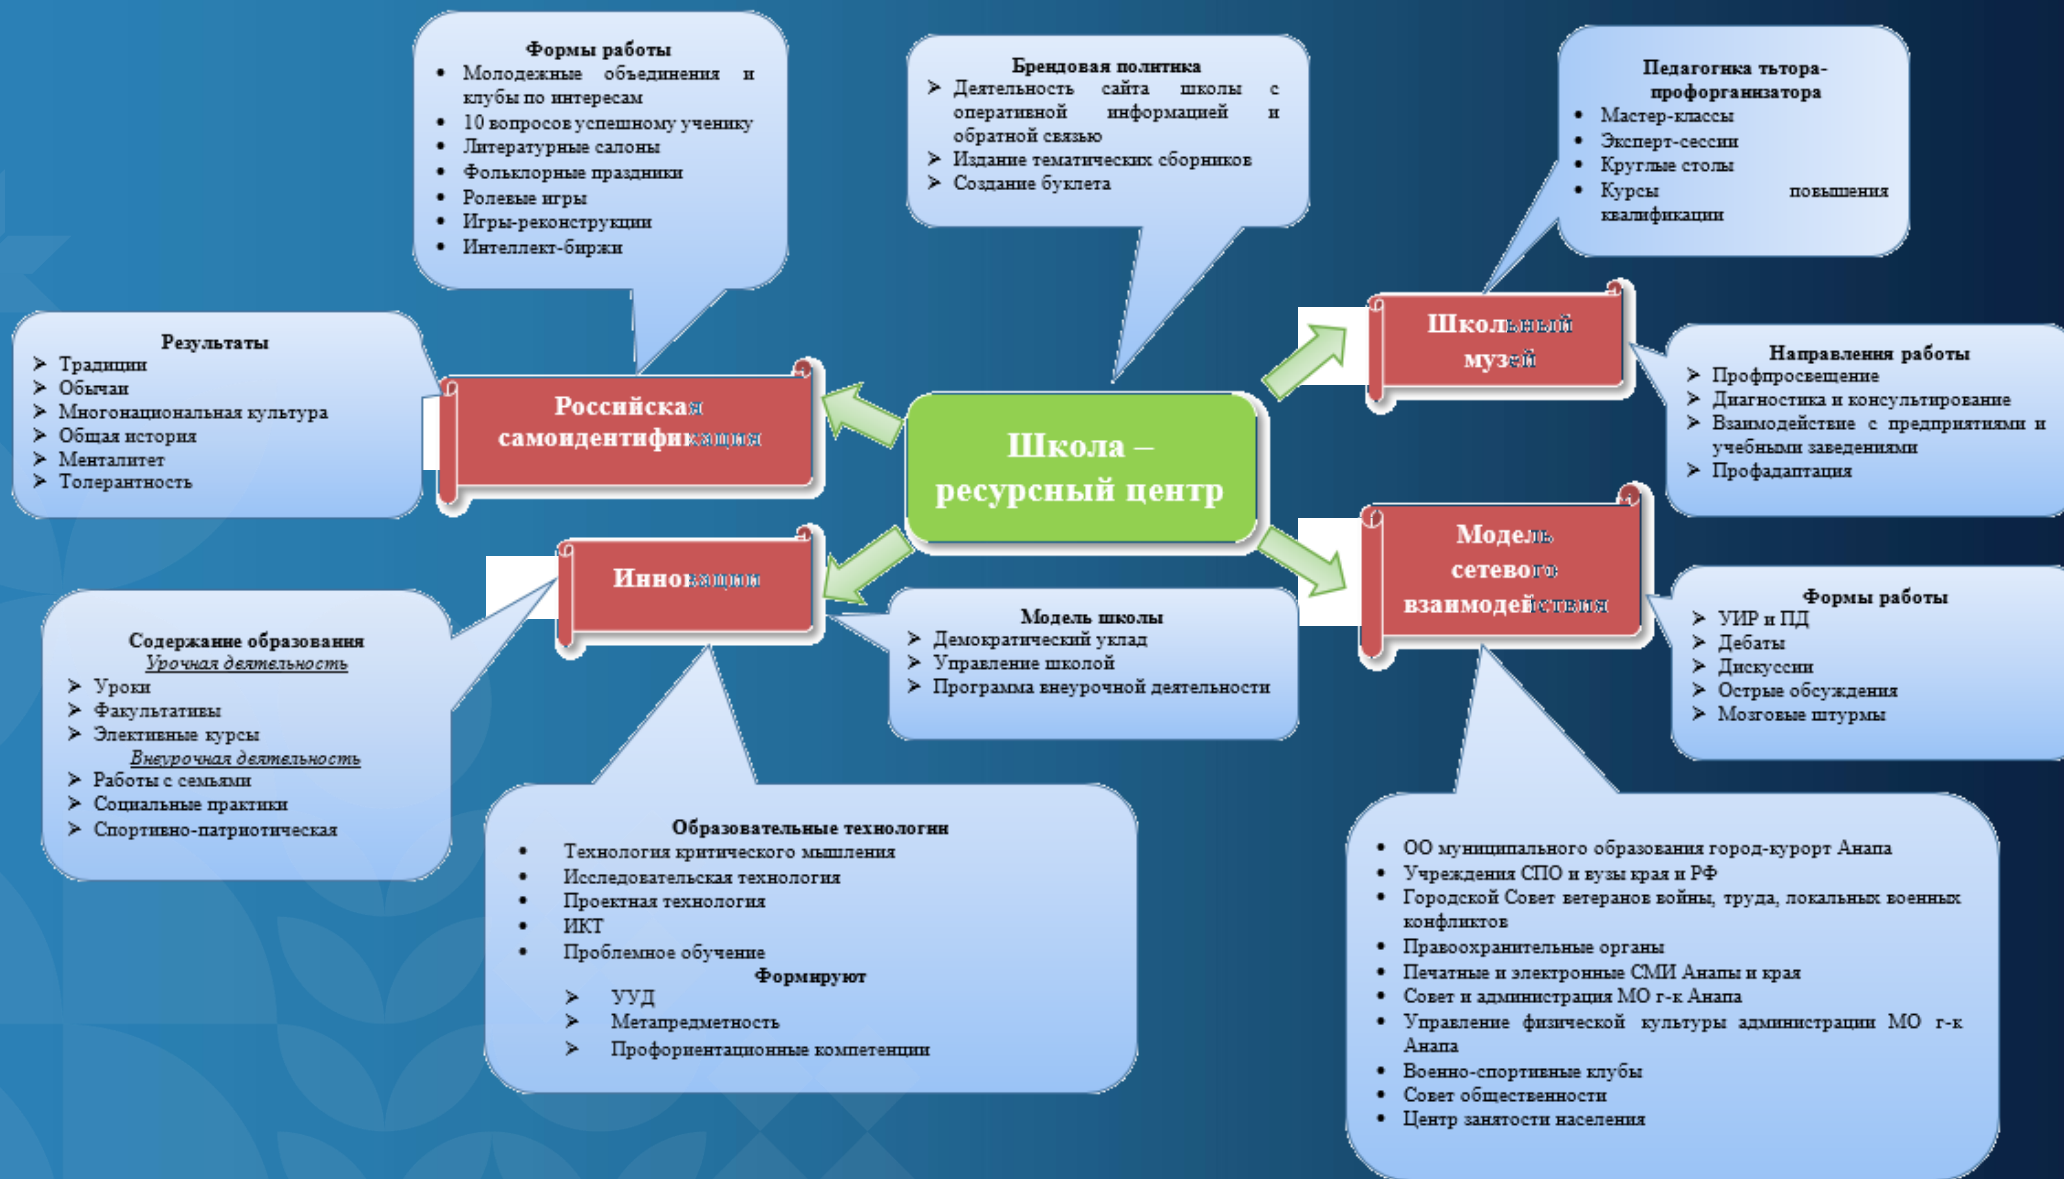 Формы работы
• Молодежные объединения и
клубы по интересам
• 10 вопросов успешному ученику
• Литературные салоны
• Фольклорные праздники
• Ролевые игры
• Игры-реконструкции
• Интеллект-биржи
Брендовая политика
➢ Деятельность сайта школы с
оперативной информацией и
обратной связью
➢ Издание тематических сборников
➢ Создание буклета
Педагогика тьтора-
профорганизатора
• Мастер-классы
• Эксперт-сессии
• Круглые столы
• Курсы повышения
квалификации
Результаты
➢ Традиции
➢ Обычаи
➢ Многонациональная культура
➢ Общая история
➢ Менталитет
➢ Толерантность
Российская
самоидентификация
Школа –
ресурсный центр
Школьный
музей
Направления работы
➢ Профпросвещение
➢ Диагностика и консультирование
➢ Взаимодействие с предприятиями и
учебными заведениями
➢ Профадаптация
Инновации
Модель
сетевого
взаимодействия
Содержание образования
Урочная деятельность
➢ Уроки
➢ Факультативы
➢ Элективные курсы
Внеурочная деятельность
➢ Работы с семьями
➢ Социальные практики
➢ Спортивно-патриотическая
Модель школы
➢ Демократический уклад
➢ Управление школой
➢ Программа внеурочной деятельности
Формы работы
➢ УИР и ПД
➢ Дебаты
➢ Дискуссии
➢ Острые обсуждения
➢ Мозговые штурмы
Образовательные технологии
• Технология критического мышления
• Исследовательская технология
• Проектная технология
• ИКТ
• Проблемное обучение
Формируют
➢ УУД
➢ Метапредметность
➢ Профориентационные компетенции
• ОО муниципального образования город-курорт Анапа
• Учреждения СПО и вузы края и РФ
• Городской Совет ветеранов войны, труда, локальных военных
конфликтов
• Правоохранительные органы
• Печатные и электронные СМИ Анапы и края
• Совет и администрация МО г-к Анапа
• Управление физической культуры администрации МО г-к
Анапа
• Военно-спортивные клубы
• Совет общественности
• Центр занятости населения